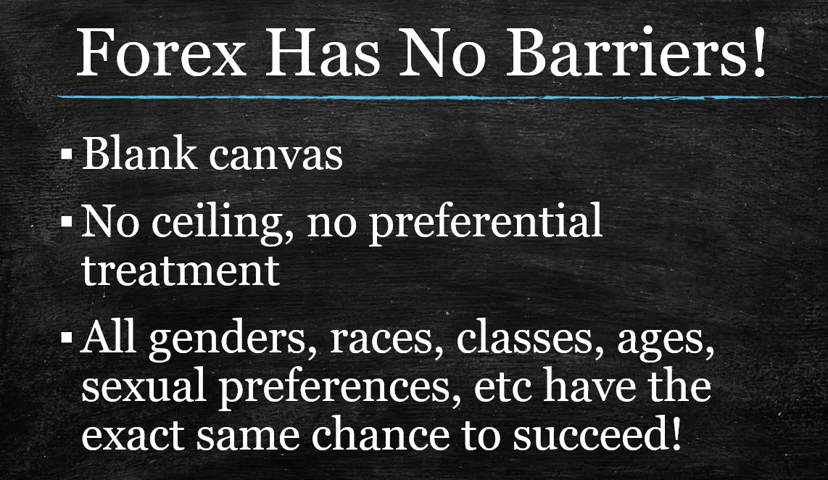 Forex Has No Barriers!
▪ Blank canvas
▪ No ceiling, no preferential
treatment
▪ All genders, races, classes, ages,
sexual preferences, etc have the
exact same chance to succeed!